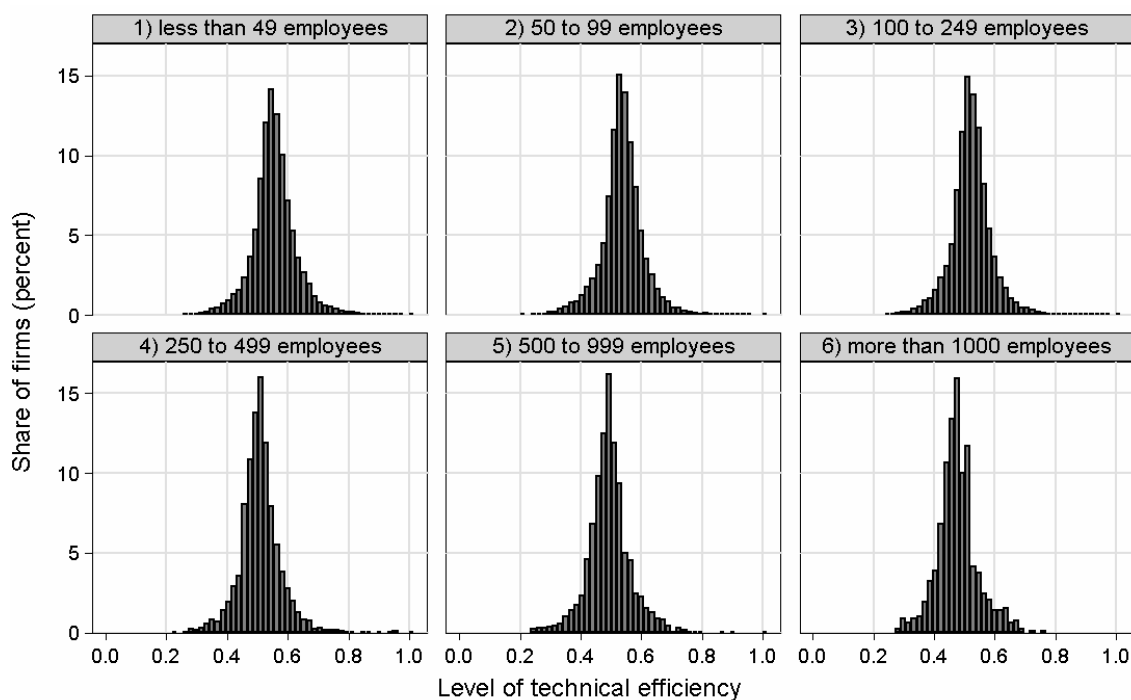 1) less than 49 employees
2) 50 to 99 employees
3) 100 to 249 employees
15
10
5
0
4) 250 to 499 employees
5) 500 to 999 employees
6) more than 1000 employees
15
10
5
0
Share of firms (percent)
0.0 0.2 0.4 0.6 0.8 1.0
0.0 0.2 0.4 0.6 0.8 1.0
0.0 0.2 0.4 0.6 0.8 1.0
Level of technical efficiency